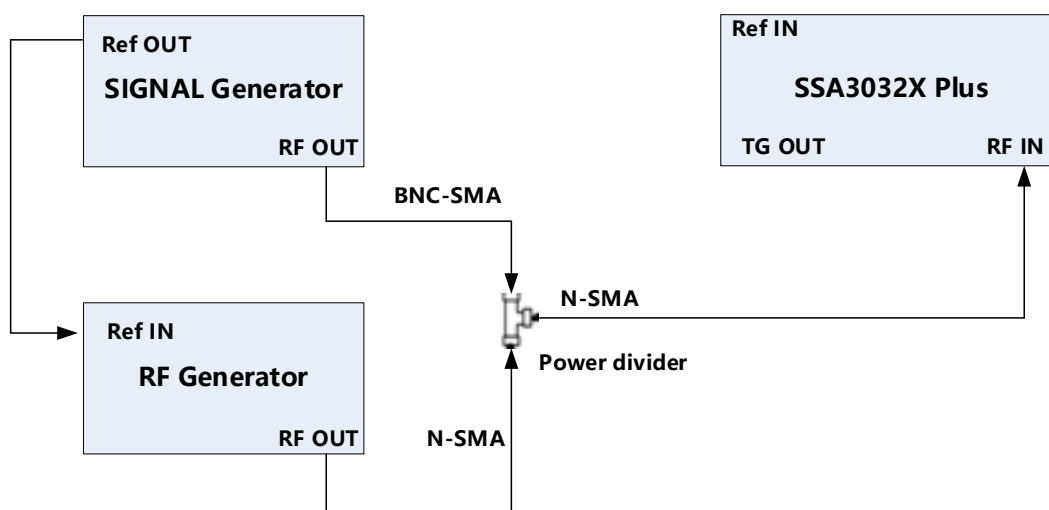 Ref OUT
SIGNAL Generator
RF OUT
Ref IN
SSA3032X Plus
TG OUT
RF IN
BNC-SMA
N-SMA
Power divider
Ref IN
RF Generator
RF OUT
N-SMA